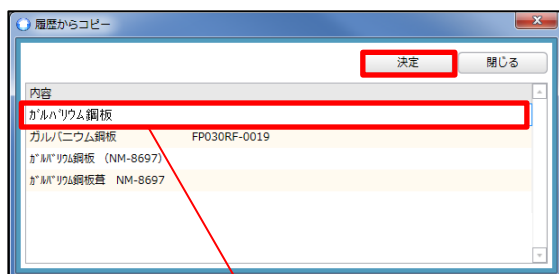 履歴からコピー
決定 閉じる
内容
ｶﾞﾙﾊﾞﾘｳﾑ鋼板
ガルバニウム鋼板 FP030RF-0019
ｶﾞﾙﾊﾞﾘｳﾑ鋼板 （NM-8697）
ｶﾞﾙﾊﾞﾘｳﾑ鋼板葺 NM-8697